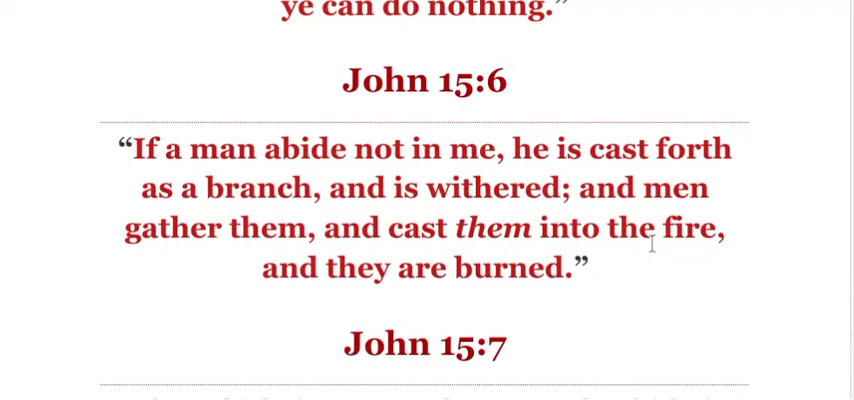 ye can do nothing.”
John 15:6
“If a man abide not in me, he is cast forth
as a branch, and is withered; and men
gather them, and cast them into the fire,
and they are burned.”
John 15:7